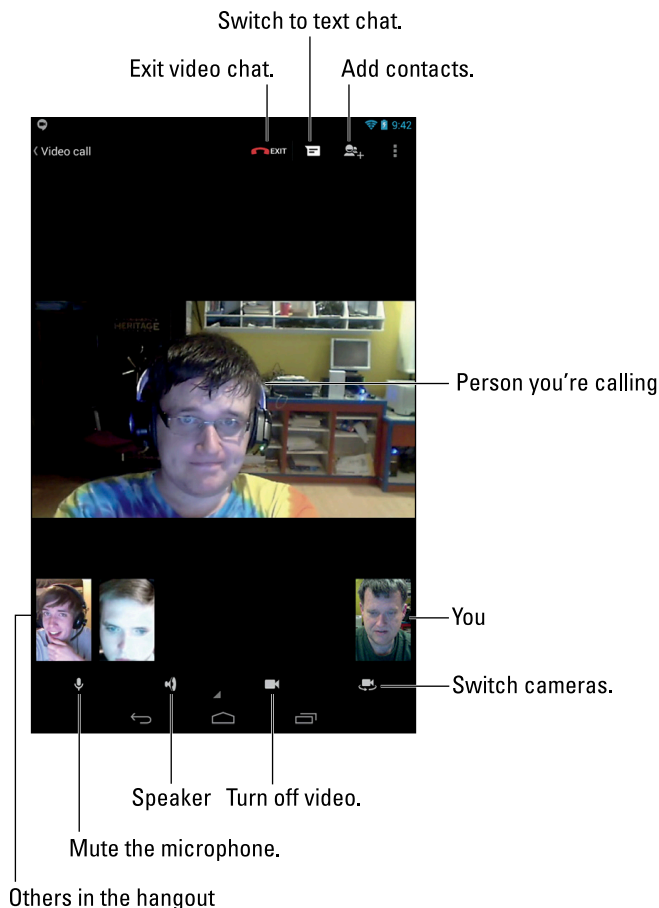 Switch to text chat.
Exit video chat.
Add contacts.
9:42
Video call
EXIT
HERITAGE
Person you're calling
You
Switch cameras.
Speaker
Turn off video.
Mute the microphone.
Others in the hangout